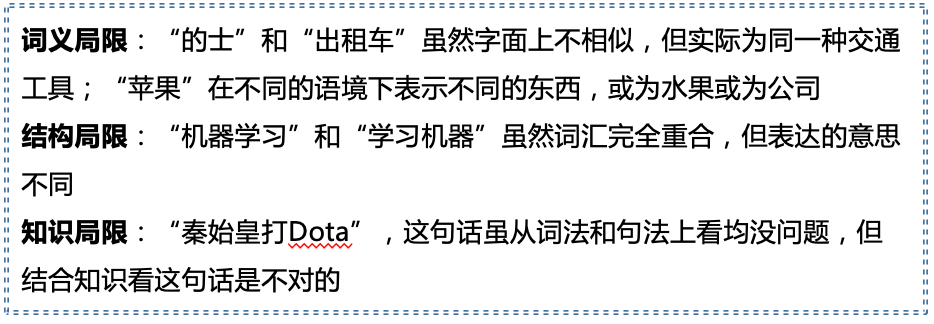 词义局限：“的士”和“出租车”虽然字面上不相似，但实际为同一种交通
工具；“苹果”在不同的语境下表示不同的东西，或为水果或为公司
结构局限：“机器学习”和“学习机器”虽然词汇完全重合，但表达的意思
不同
知识局限：“秦始皇打Dota”，这句话虽从词法和句法上看均没问题，但
结合知识看这句话是不对的